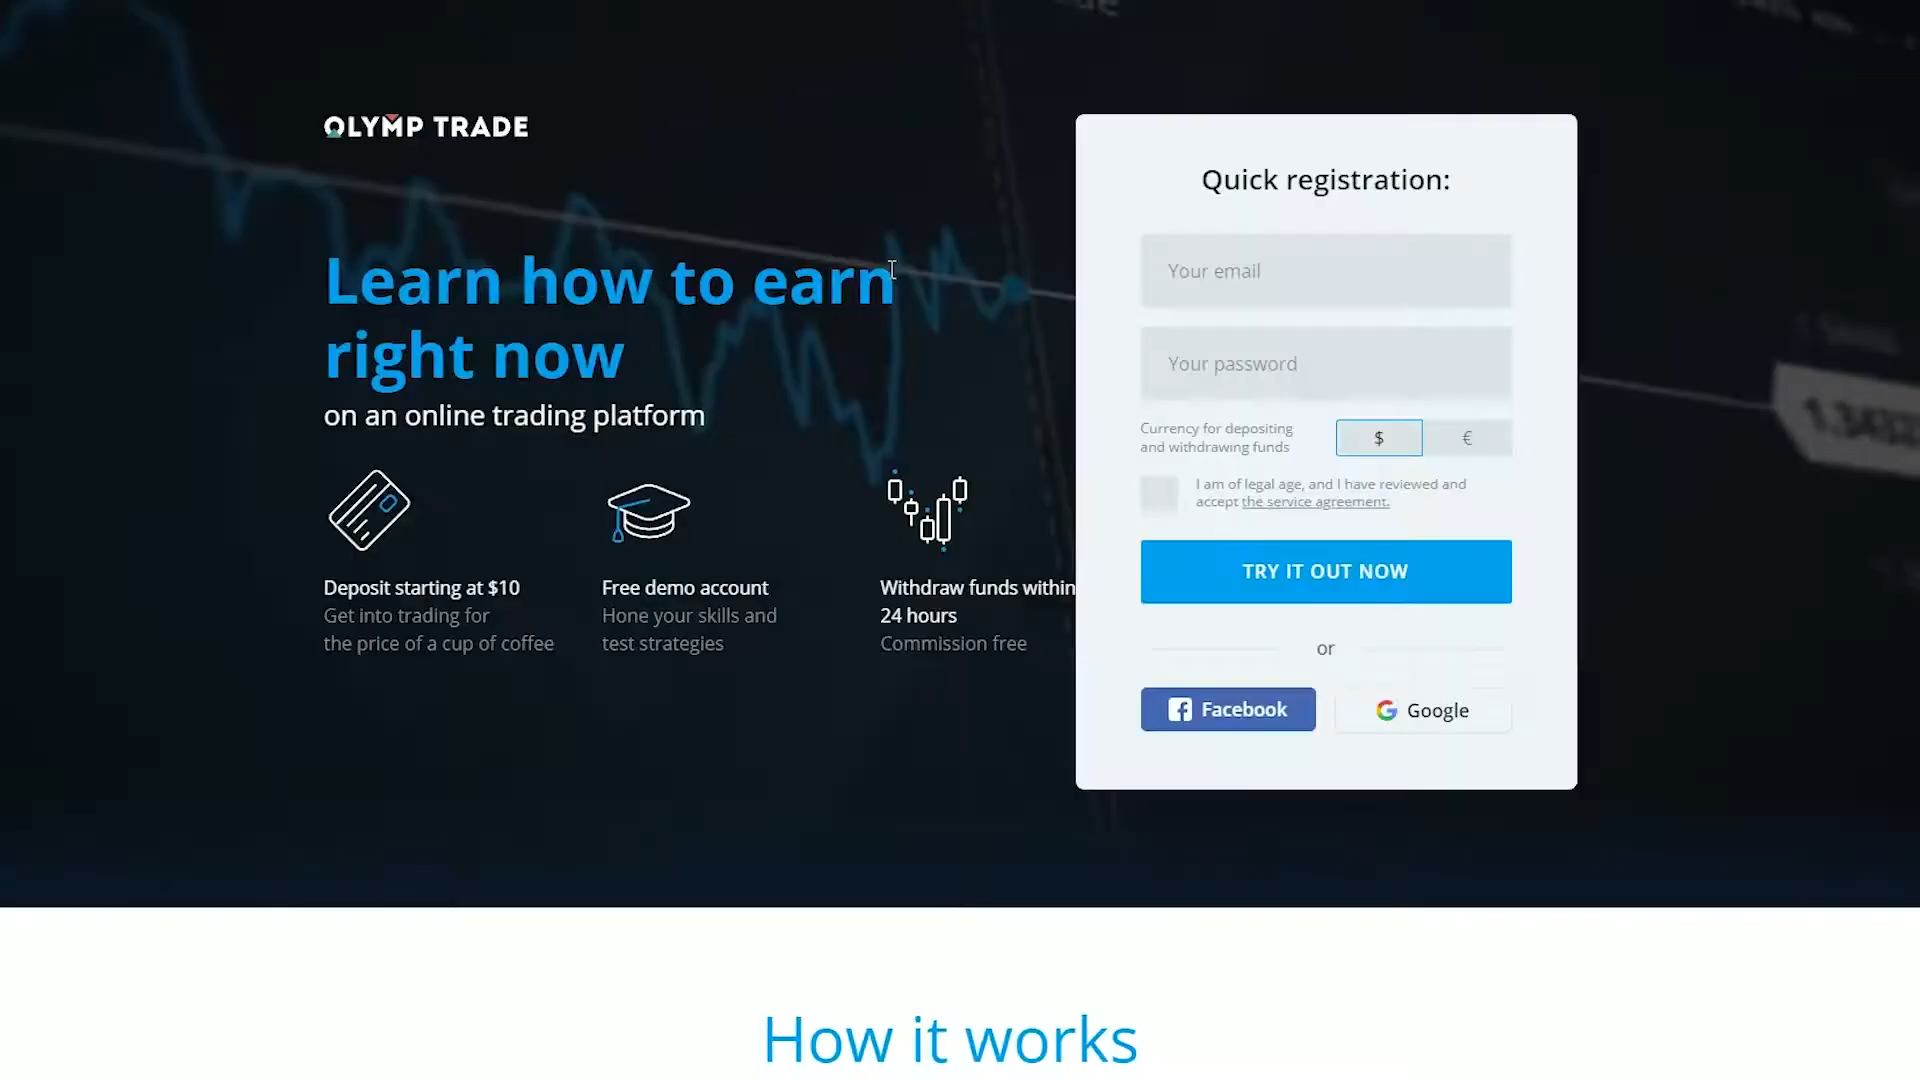 OLYMP TRADE
Learn how to earn
right now
on an online trading platform
Deposit starting at $10
Get into trading for
the price of a cup of coffee
Free demo account
Hone your skills and
test strategies
Withdraw funds within
24 hours
Commission free
Quick registration:
Your email
Your password
Currency for depositing
and withdrawing funds
$ €
I am of legal age, and I have reviewed and
accept the service agreement.
TRY IT OUT NOW
or
Facebook
Google
How it works